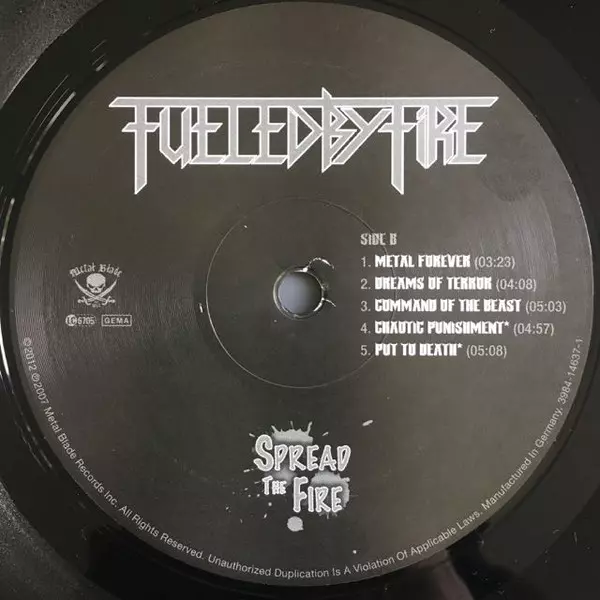 FUELED BY FIRE
SIDE B
1. METAL FOREVER (03:23)
2. DREAMS OF TERROR (04:08)
3. COMMAND OF THE BEAST (05:03)
4. CHAOTIC PUNISHMENT* (04:57)
5. PUT TO DEATH* (05:08)
Metal Blade
LC 6705 GEMA
SPREAD
THE FIRE
© 2012 ℗ 2007 Metal Blade Records Inc. All Rights Reserved. Unauthorized Duplication Is A Violation Of Applicable Laws. Manufactured In Germany. 3984-14637-1